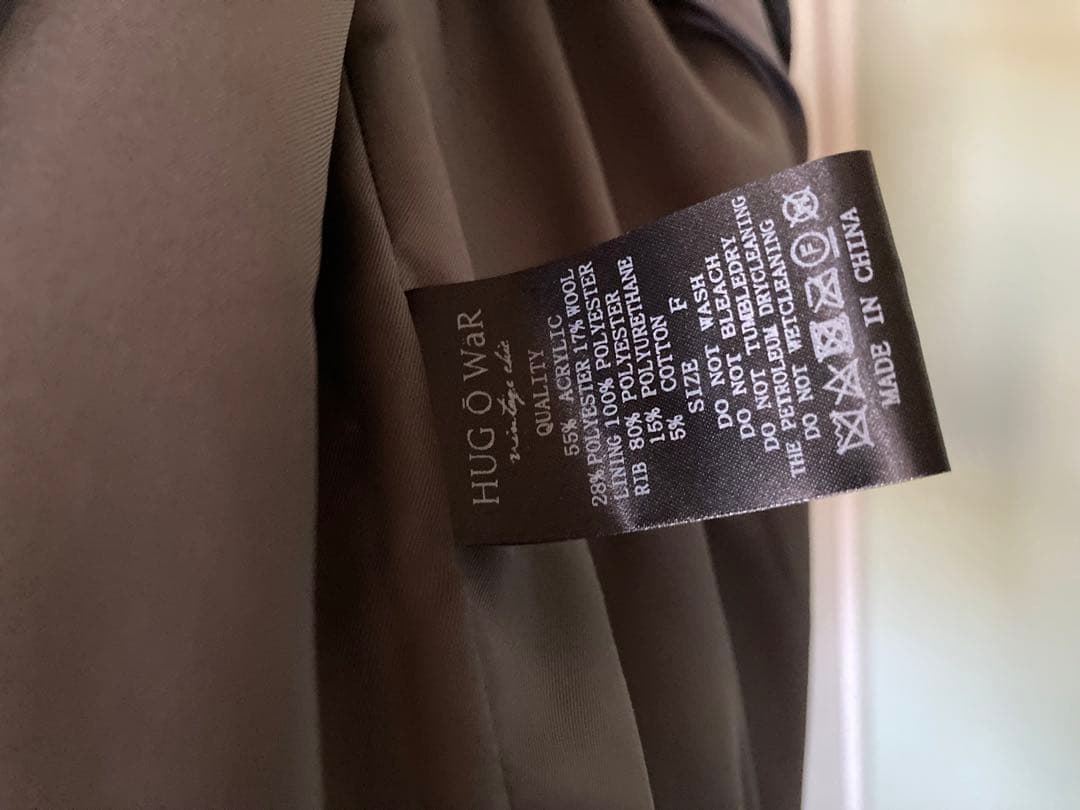 HUG Ō WäR
vintage chic
QUALITY
55% ACRYLIC
28% POLYESTER 17% WOOL
LINING 100% POLYESTER
RIB 80% POLYESTER
15% POLYURETHANE
5% COTTON
SIZE F
DO NOT WASH
DO NOT BLEACH
DO NOT TUMBLEDRY
DO NOT DRYCLEANING
THE PETROLEUM DRYCLEANING
DO NOT WETCLEANING
F
MADE IN CHINA